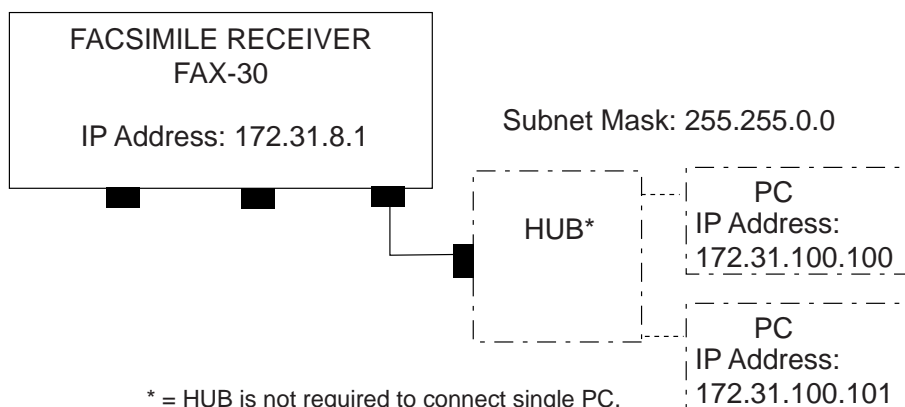 FACSIMILE RECEIVER
FAX-30
IP Address: 172.31.8.1
Subnet Mask: 255.255.0.0
HUB*
PC
IP Address:
172.31.100.100
PC
IP Address:
172.31.100.101
* = HUB is not required to connect single PC.